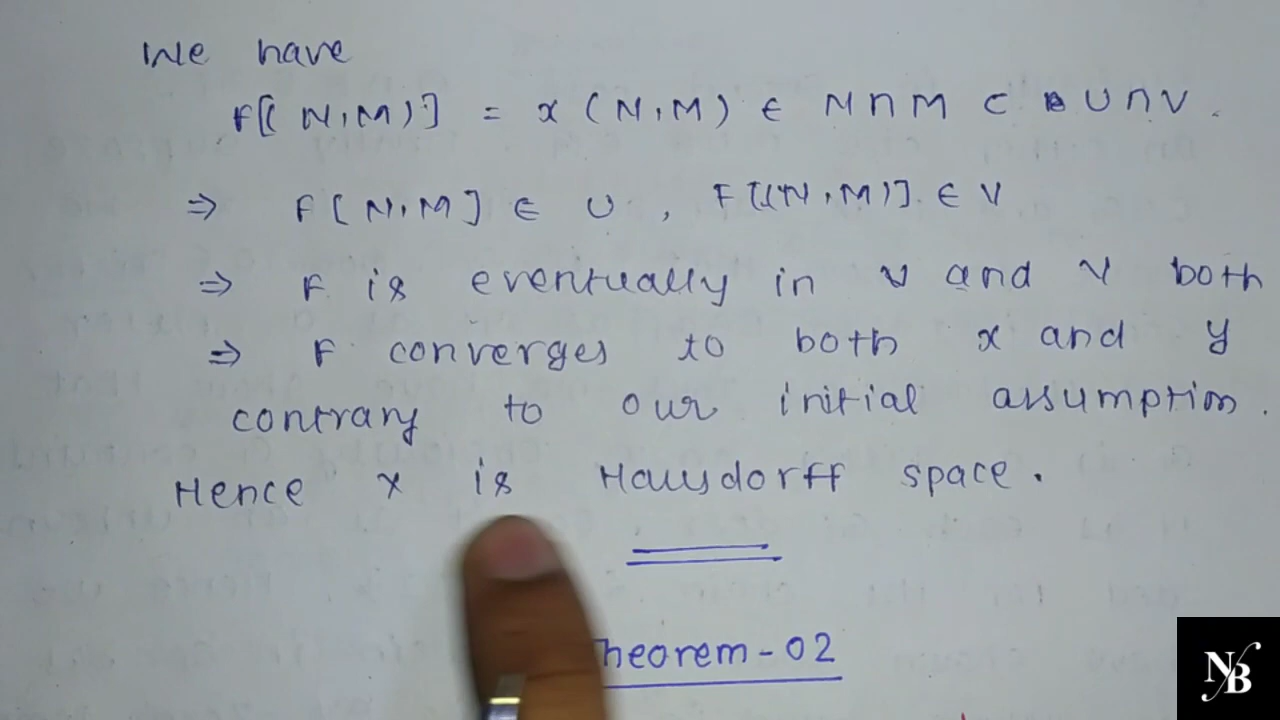 We have
F[(N,M)] = x(N,M) ∈ N∩M ⊂ U∩V.
⇒ F[N,M] ∈ U, F[(N,M)] ∈ V
⇒ F is eventually in U and V both
⇒ F converges to both x and y
contrary to our initial assumption.
Hence X is Hausdorff space.
Theorem-02
NB